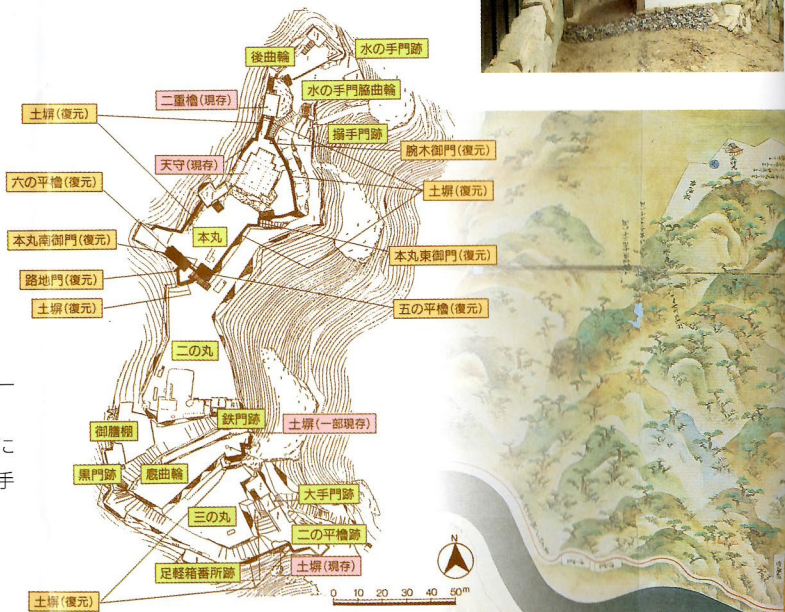 後曲輪
水の手門跡
二重櫓(現存)
水の手門脇曲輪
土塀(復元)
搦手門跡
腕木御門(復元)
天守(現存)
六の平櫓(復元)
土塀(復元)
本丸南御門(復元)
本丸
本丸東御門(復元)
路地門(復元)
土塀(復元)
五の平櫓(復元)
二の丸
鉄門跡
土塀(一部現存)
御膳棚
黒門跡
厩曲輪
大手門跡
三の丸
二の平櫓跡
足軽箱番所跡
土塀(現存)
土塀(復元)
N
0 10 20 30 40 50m
ー
に
手